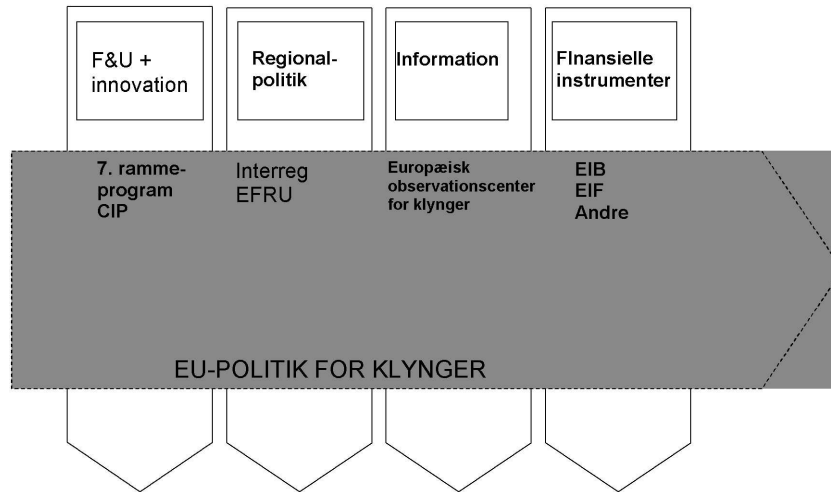 F&U +
innovation
Regional-
politik
Information
FInansielle
instrumenter
7. ramme-
program
CIP
Interreg
EFRU
Europæisk
observationscenter
for klynger
EIB
EIF
Andre
EU-POLITIK FOR KLYNGER